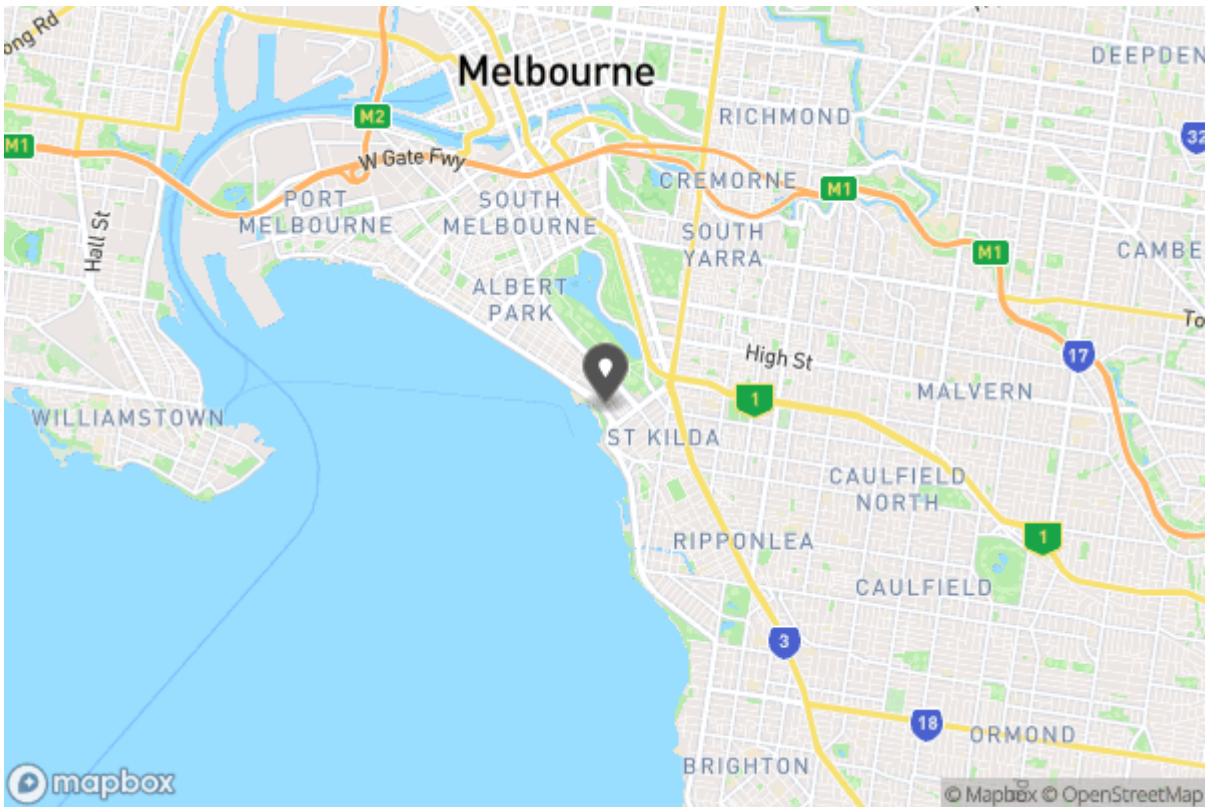 ong Rd
Melbourne
DEEPDEN
M2
RICHMOND
32
M1
W Gate Fwy
CREMORNE
M1
PORT
MELBOURNE
SOUTH
MELBOURNE
Hall St
SOUTH
YARRA
M1
CAMBE
ALBERT
PARK
To
High St
17
1
MALVERN
WILLIAMSTOWN
ST KILDA
CAULFIELD
NORTH
RIPPONLEA
1
CAULFIELD
3
18
ORMOND
BRIGHTON
mapbox
© Mapbox © OpenStreetMap